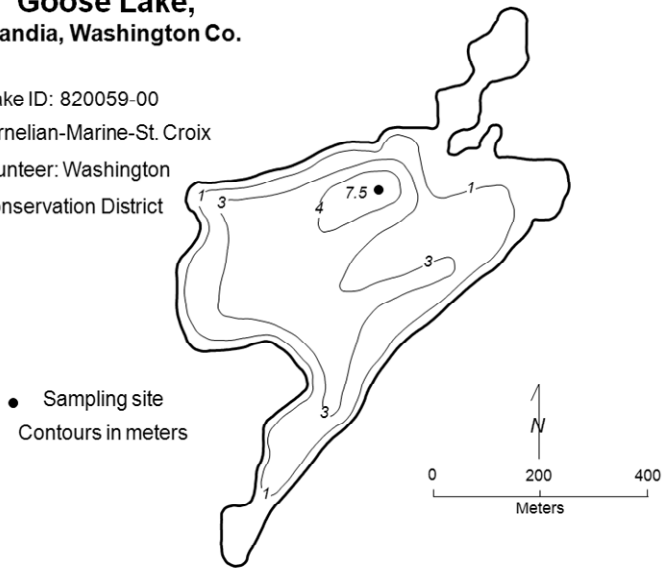 Goose Lake,
andia, Washington Co.
ake ID: 820059-00
rnelian-Marine-St. Croix
unteer: Washington
onservation District
1
3
4
7.5
1
3
3
1
Sampling site
Contours in meters
N
0 200 400
Meters